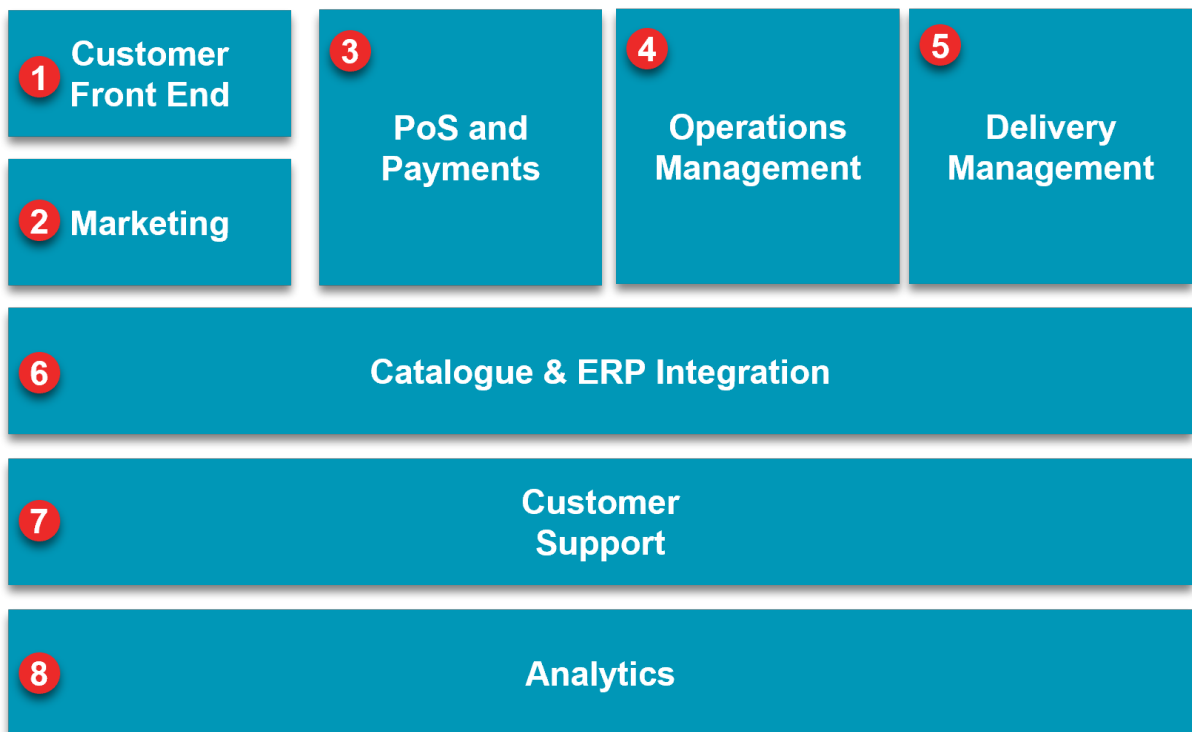 1
Customer
Front End
2
Marketing
3
PoS and
Payments
4
Operations
Management
5
Delivery
Management
6
Catalogue & ERP Integration
7
Customer
Support
8
Analytics